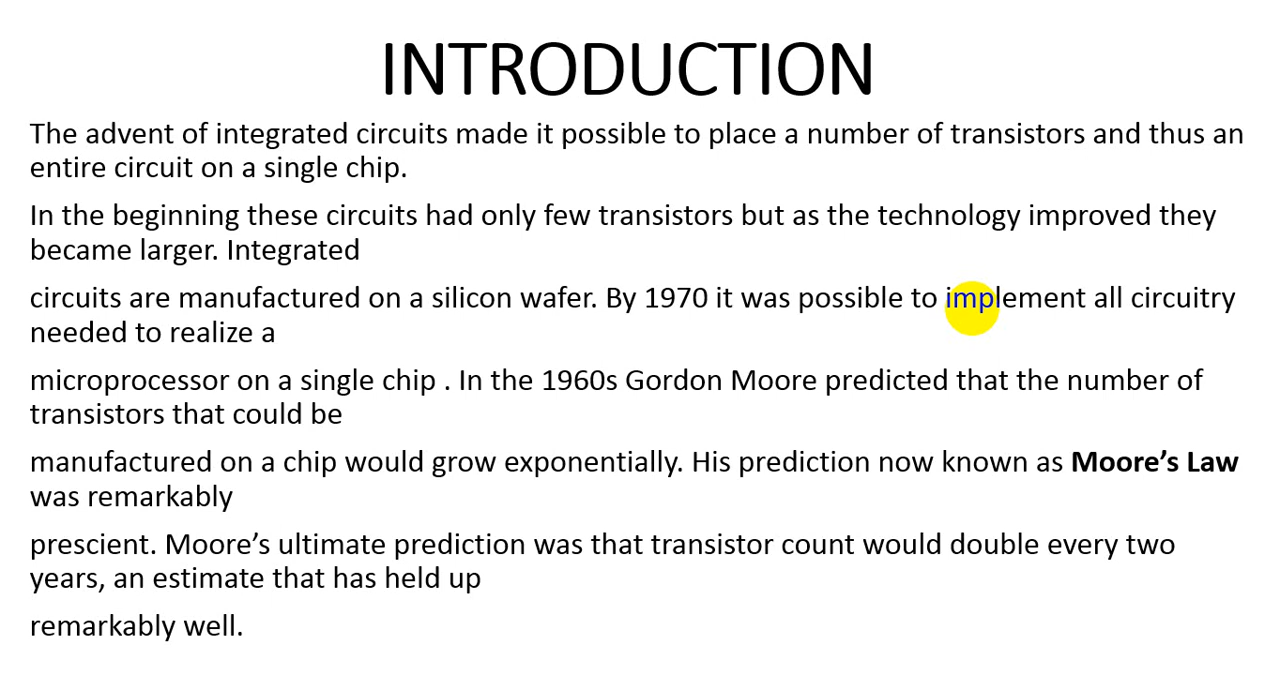 INTRODUCTION
The advent of integrated circuits made it possible to place a number of transistors and thus an
entire circuit on a single chip.
In the beginning these circuits had only few transistors but as the technology improved they
became larger. Integrated
circuits are manufactured on a silicon wafer. By 1970 it was possible to implement all circuitry
needed to realize a
microprocessor on a single chip . In the 1960s Gordon Moore predicted that the number of
transistors that could be
manufactured on a chip would grow exponentially. His prediction now known as Moore’s Law
was remarkably
prescient. Moore’s ultimate prediction was that transistor count would double every two
years, an estimate that has held up
remarkably well.